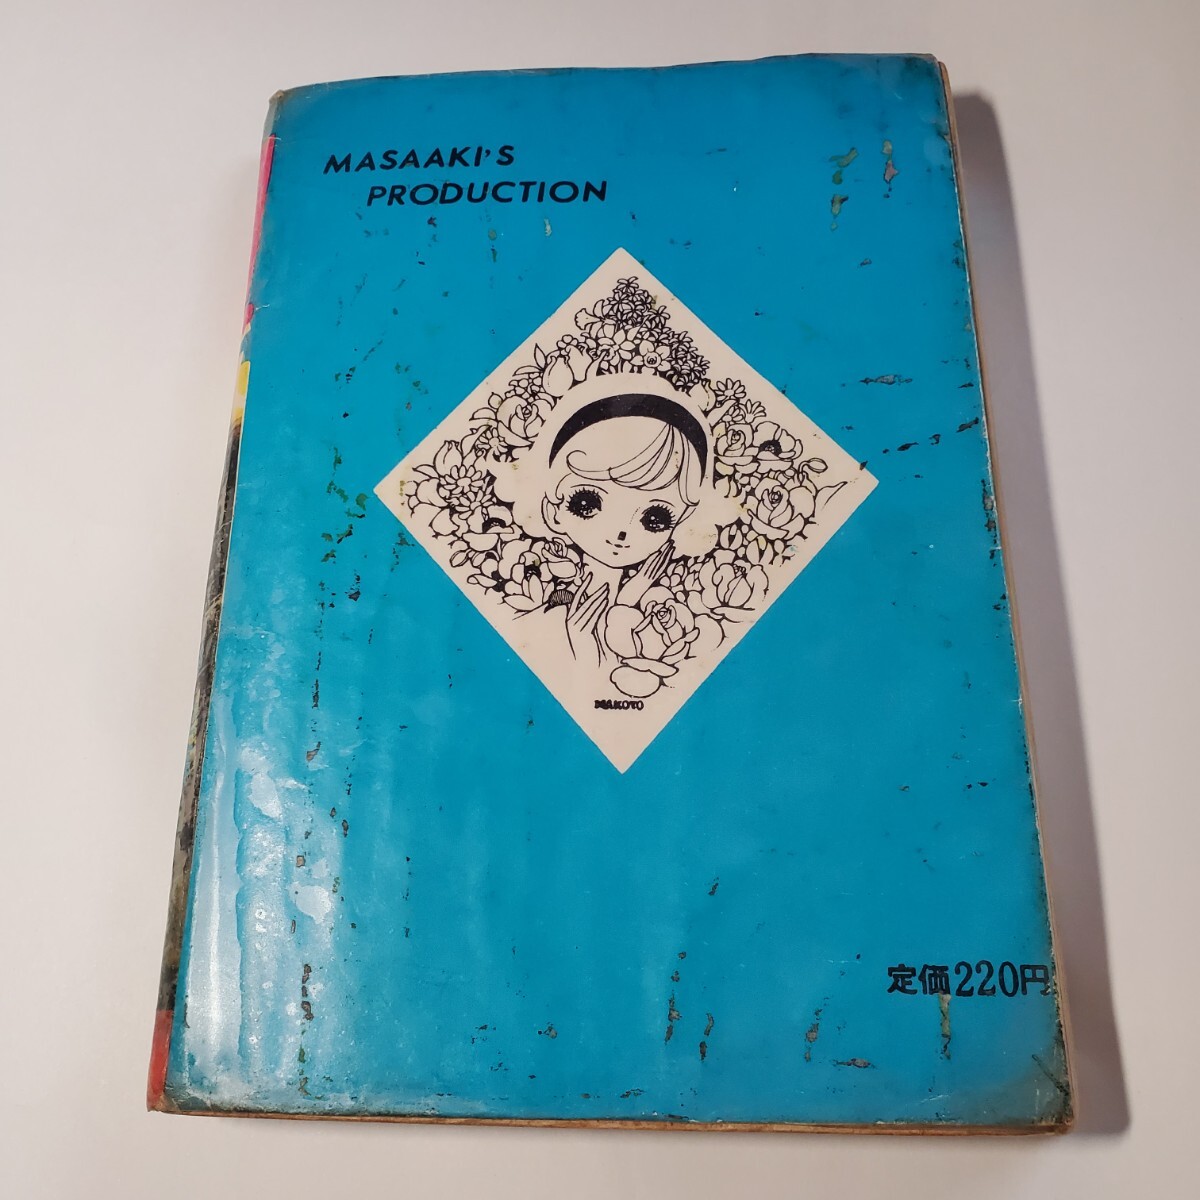 MASAAKI'S
PRODUCTION
MAKOTO
定価220円